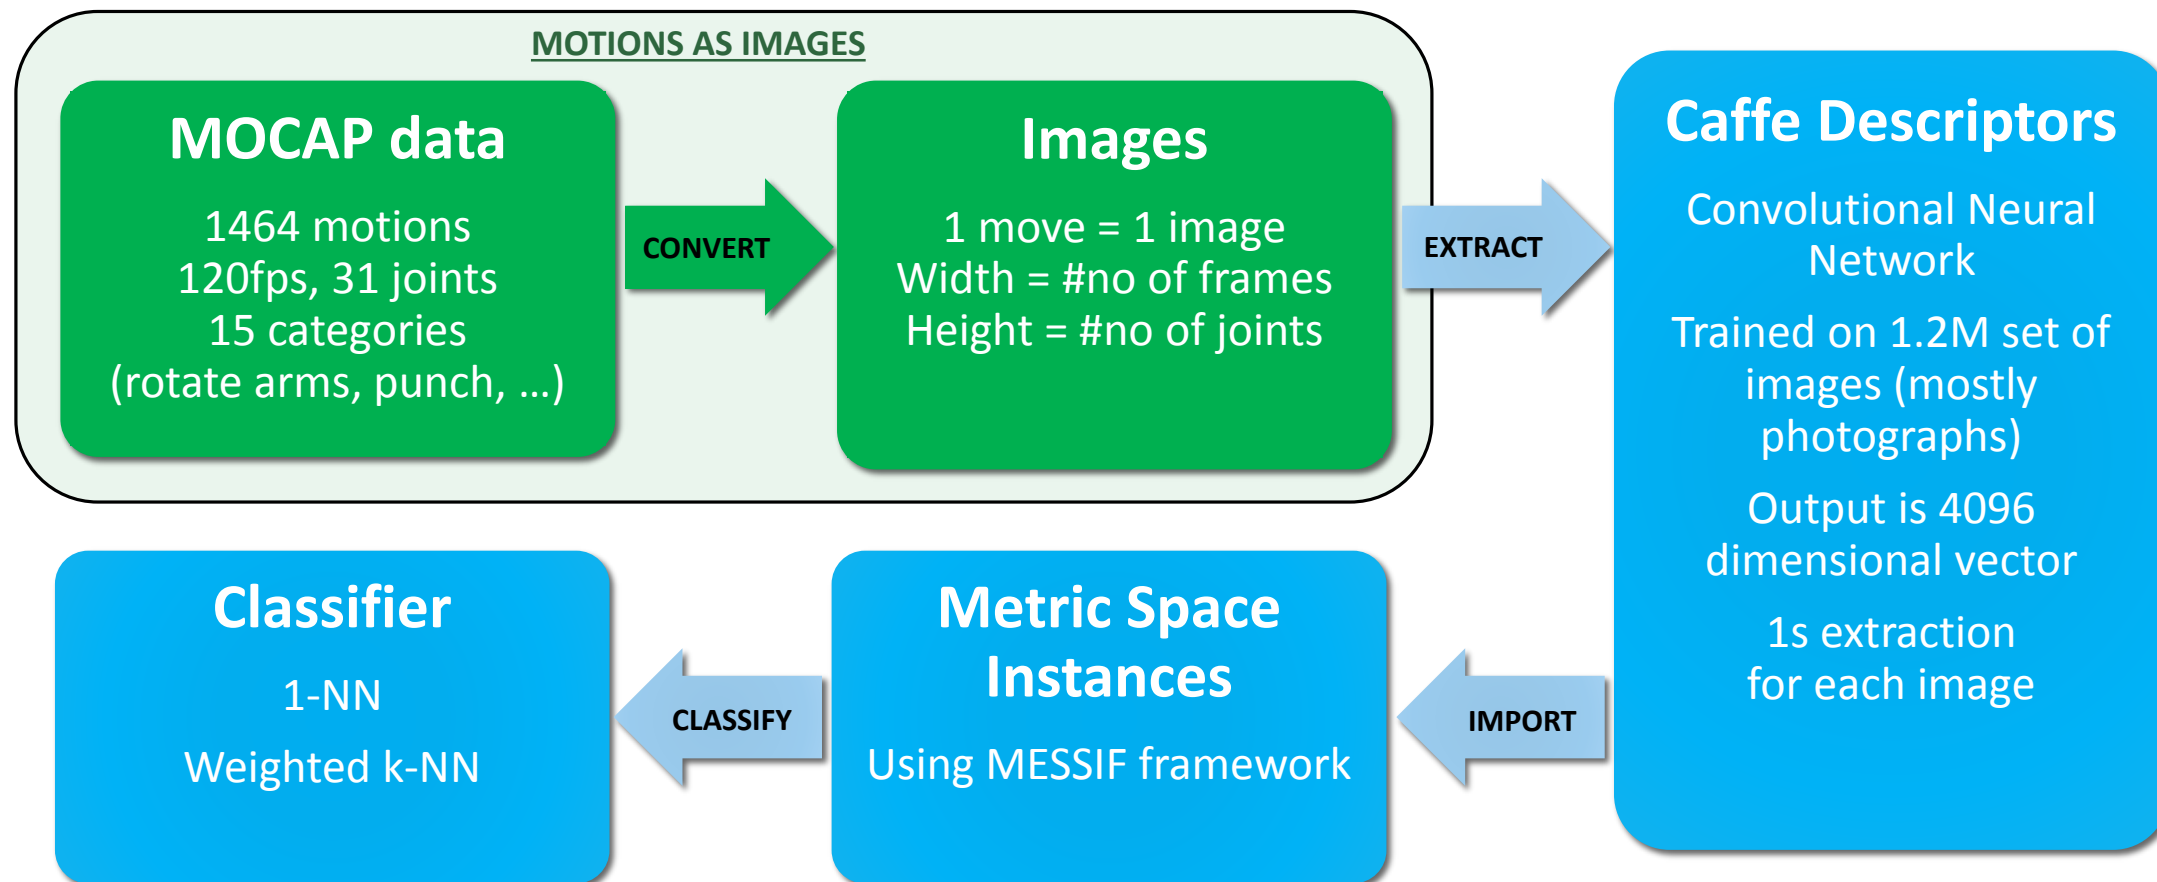 MOTIONS AS IMAGES
MOCAP data
1464 motions
120fps, 31 joints
15 categories
(rotate arms, punch, ...)
CONVERT
Images
1 move = 1 image
Width = #no of frames
Height = #no of joints
EXTRACT
Caffe Descriptors
Convolutional Neural
Network
Trained on 1.2M set of
images (mostly
photographs)
Output is 4096
dimensional vector
1s extraction
for each image
IMPORT
Metric Space
Instances
Using MESSIF framework
CLASSIFY
Classifier
1-NN
Weighted k-NN